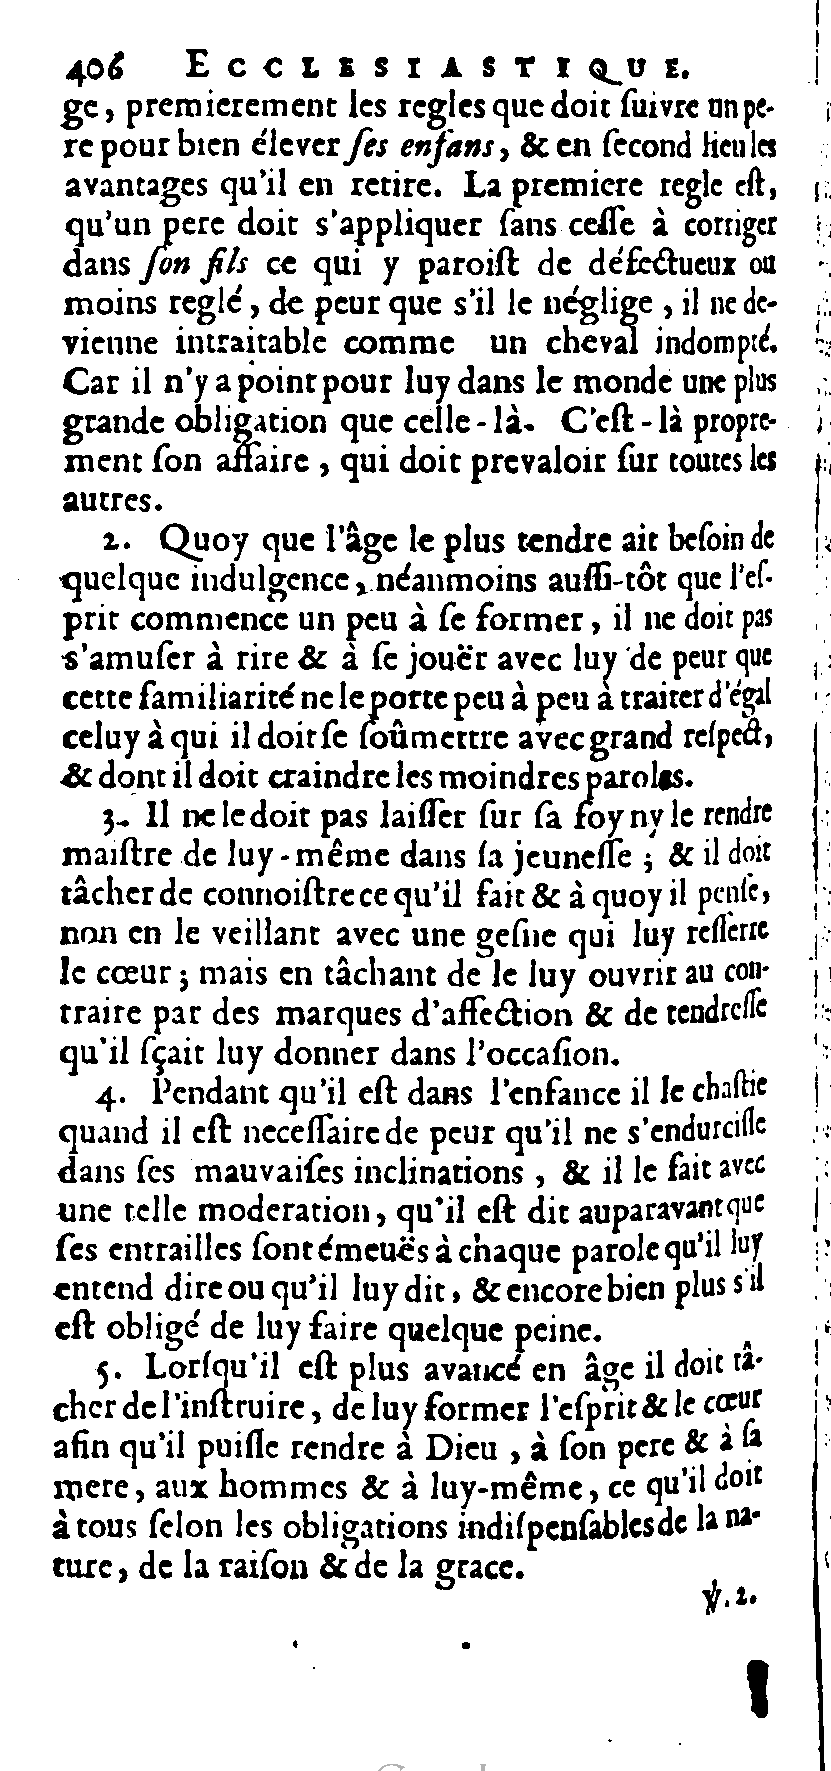 406 ECCLESIASTIQUE.
ge, premierement les regles que doit ſuivre un pe-
re pour bien élever ſes enfans, & en ſecond lieu les
avantages qu'il en retire. La premiere regle eſt,
qu'un pere doit s'appliquer ſans ceſſe à corriger
dans ſon fils ce qui y paroiſt de défectueux ou
moins reglé, de peur que s'il le néglige, il ne de-
vienne intraitable comme un cheval indompté.
Car il n'y a point pour luy dans le monde une plus
grande obligation que celle-là. C'eſt-là propre-
ment ſon affaire, qui doit prevaloir ſur toutes les
autres.
2. Quoy que l'âge le plus tendre ait beſoin de
quelque indulgence, néanmoins auſſi-tôt que l'eſ-
prit commence un peu à ſe former, il ne doit pas
s'amuſer à rire & à ſe jouër avec luy de peur que
cette familiarité ne le porte peu à peu à traiter d'égal
celuy à qui il doit ſe ſoûmettre avec grand reſpect,
& dont il doit craindre les moindres paroles.
3. Il ne le doit pas laiſſer ſur ſa foy ny le rendre
maiſtre de luy-même dans ſa jeuneſſe; & il doit
tâcher de connoiſtre ce qu'il fait & à quoy il penſe,
non en le veillant avec une geſne qui luy reſſerre
le cœur; mais en tâchant de le luy ouvrir au con-
traire par des marques d'affection & de tendreſſe
qu'il ſçait luy donner dans l'occaſion.
4. Pendant qu'il eſt dans l'enfance il le chaſtie
quand il eſt neceſſaire de peur qu'il ne s'endurciſſe
dans ſes mauvaiſes inclinations, & il le fait avec
une telle moderation, qu'il eſt dit auparavant que
ſes entrailles ſont émeuës à chaque parole qu'il luy
entend dire ou qu'il luy dit, & encore bien plus s'il
eſt obligé de luy faire quelque peine.
5. Lorſqu'il eſt plus avancé en âge il doit tâ-
cher de l'inſtruire, de luy former l'eſprit & le cœur
afin qu'il puiſſe rendre à Dieu, à ſon pere & à ſa
mere, aux hommes & à luy-même, ce qu'il doit
à tous ſelon les obligations indiſpenſables de la na-
ture, de la raiſon & de la grace.
℣. 2.